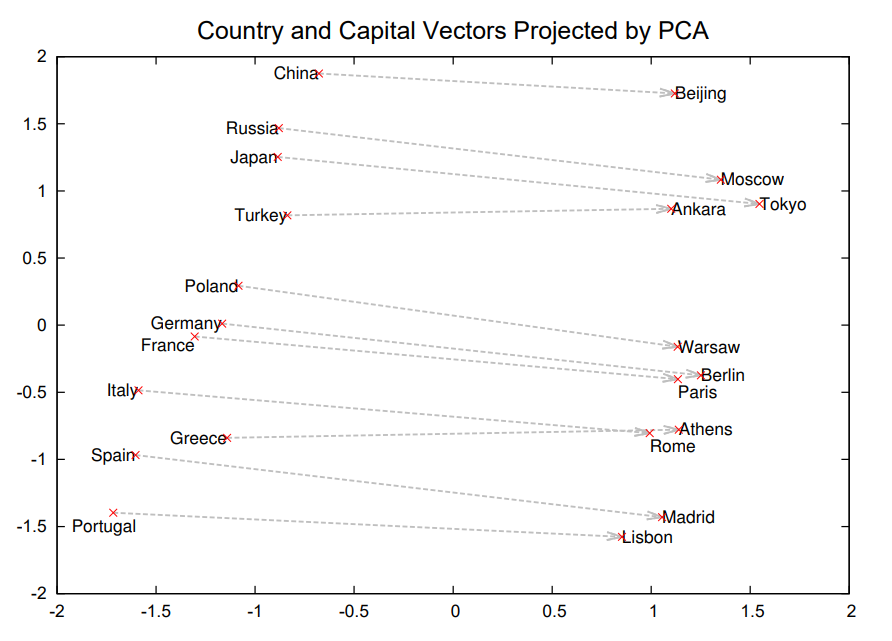 Country and Capital Vectors Projected by PCA
2
China
Beijing
1.5
Russia
Japan
Moscow
1
Tokyo
Turkey
Ankara
0.5
Poland
0
Germany
France
Warsaw
Berlin
-0.5
Italy
Paris
Greece
Athens
Rome
-1
Spain
Madrid
-1.5
Portugal
Lisbon
-2
-2 -1.5 -1 -0.5 0 0.5 1 1.5 2